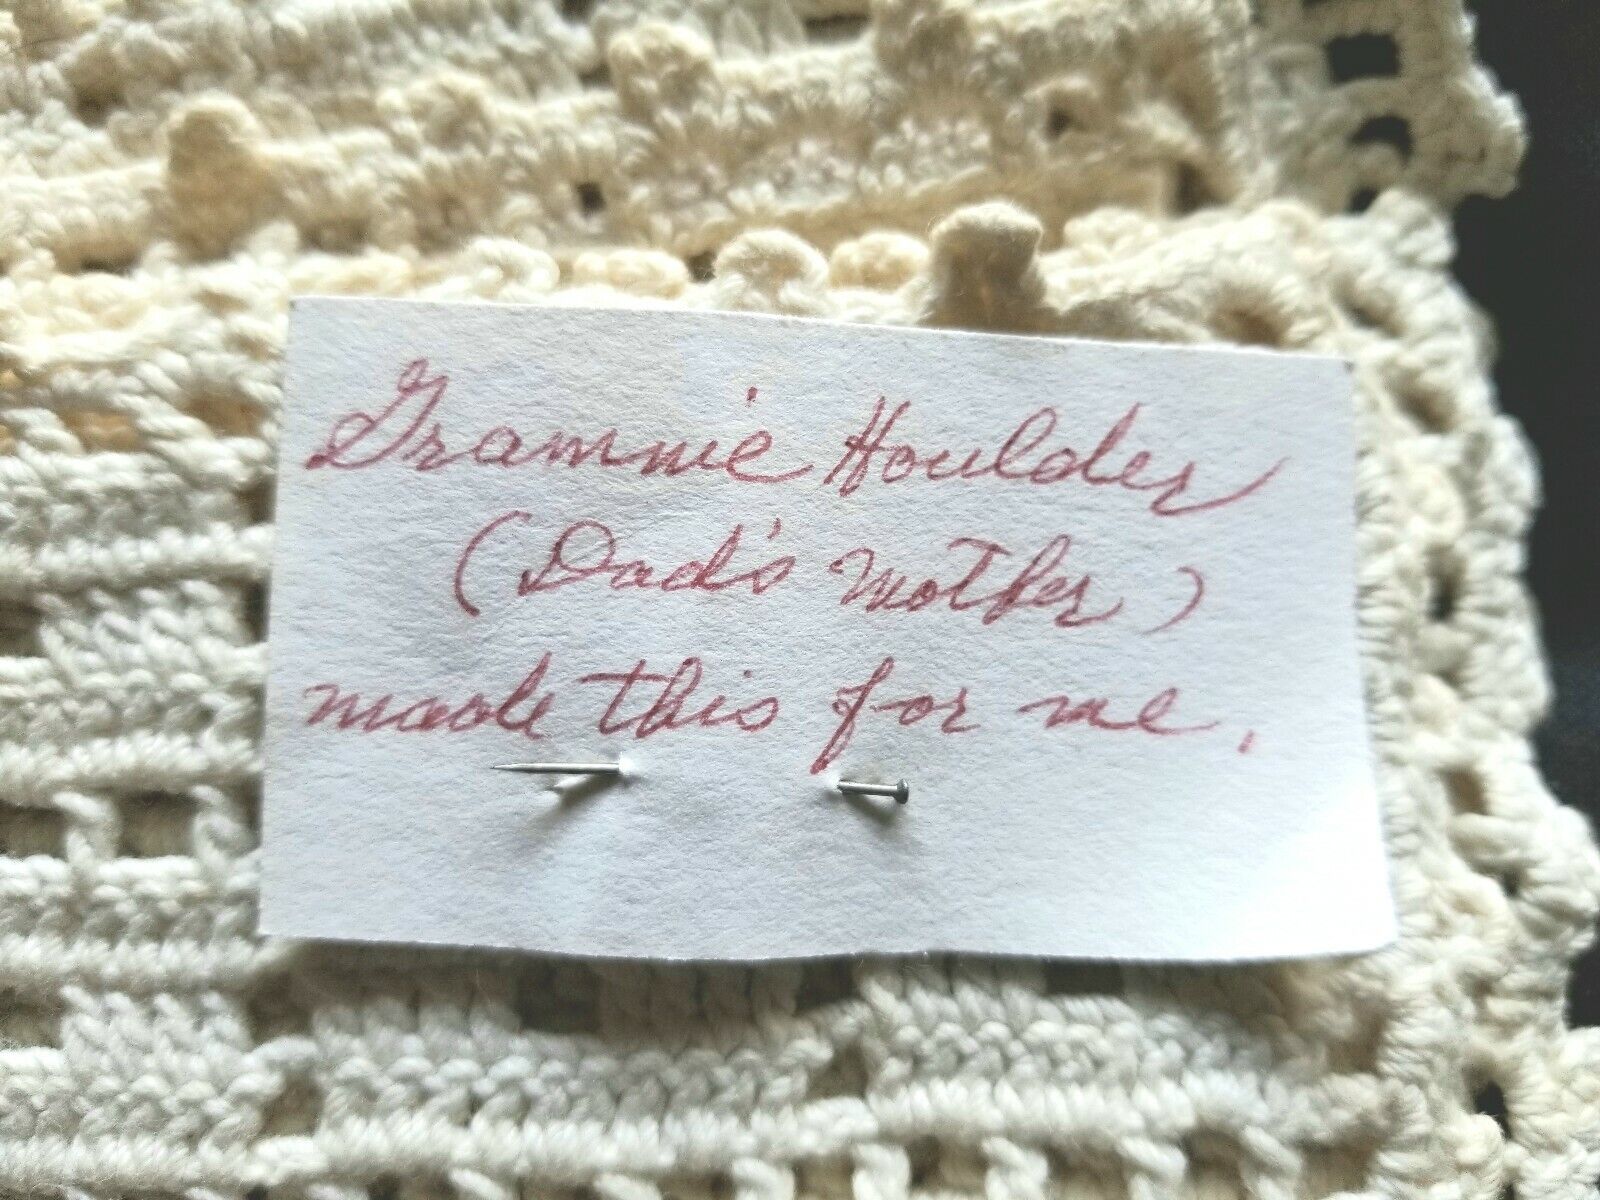 Grammie Houlder
(Dad's Mother)
made this for me.